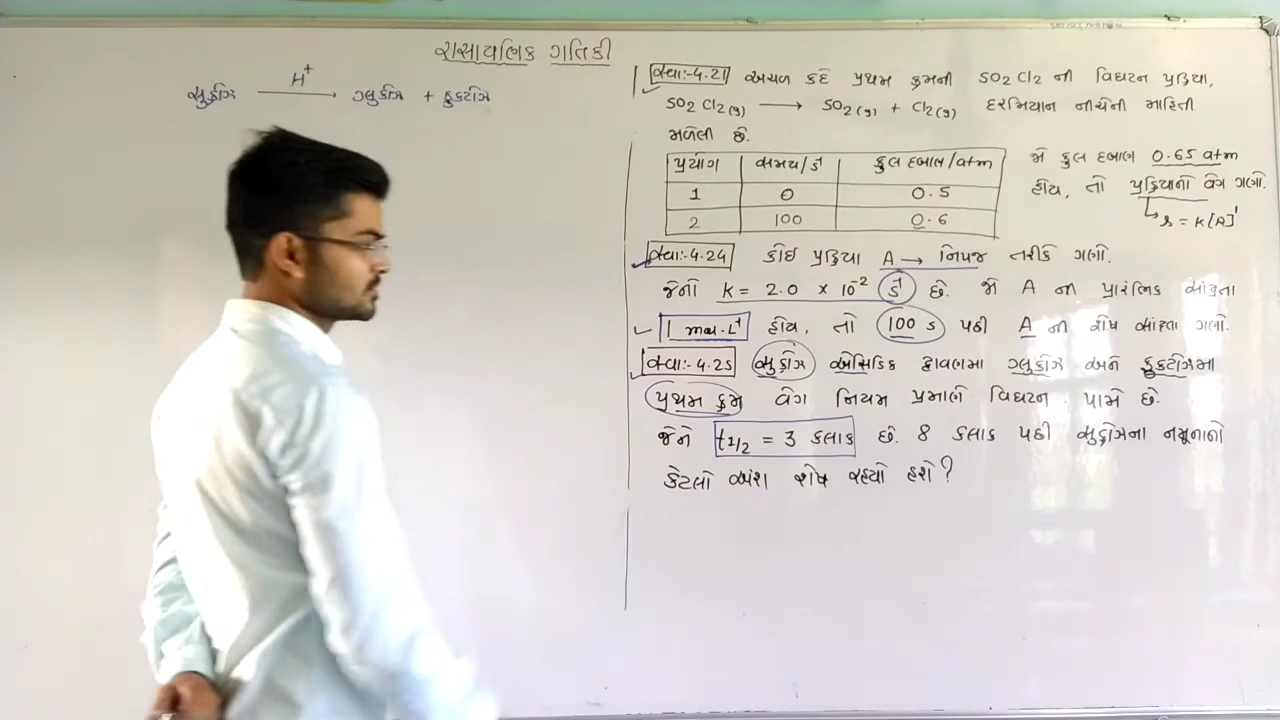 રાસાયણિક ગતિકી
સુક્રોઝ H⁺ ⟶ ગ્લુકોઝ + ફ્રુક્ટોઝ
સ્વા:-4.21 અચળ કદે પ્રથમ ક્રમની SO2Cl2 ની વિઘટન પ્રક્રિયા,
SO2Cl2(g) ⟶ SO2(g) + Cl2(g) દરમિયાન નીચેની માહિતી
મળેલી છે.
પ્રયોગ સમય/s⁻¹ કુલ દબાણ/atm
1 0 0.5
2 100 0.6
જો કુલ દબાણ 0.65 atm
હોય, તો પ્રક્રિયાનો વેગ ગણો.
↳ r = K[R]¹
સ્વા:-4.24 કોઈ પ્રક્રિયા A → નિપજ તરીકે ગણો.
જેનો K = 2.0 × 10⁻² s⁻¹ છે. જો A ની પ્રારંભિક સાંદ્રતા
1 mol.L⁻¹ હોય, તો 100 s પછી A ની શેષ સાંદ્રતા ગણો.
સ્વા:-4.25 સુક્રોઝ એસિડિક દ્રાવણમા ગ્લુકોઝ અને ફ્રુક્ટોઝમા
પ્રથમ ક્રમ વેગ નિયમ પ્રમાણે વિઘટન પામે છે.
જેને t1/2 = 3 કલાક છે. 8 કલાક પછી સુક્રોઝના નમૂનાનો
કેટલો અંશ શેષ રહ્યો હશે?